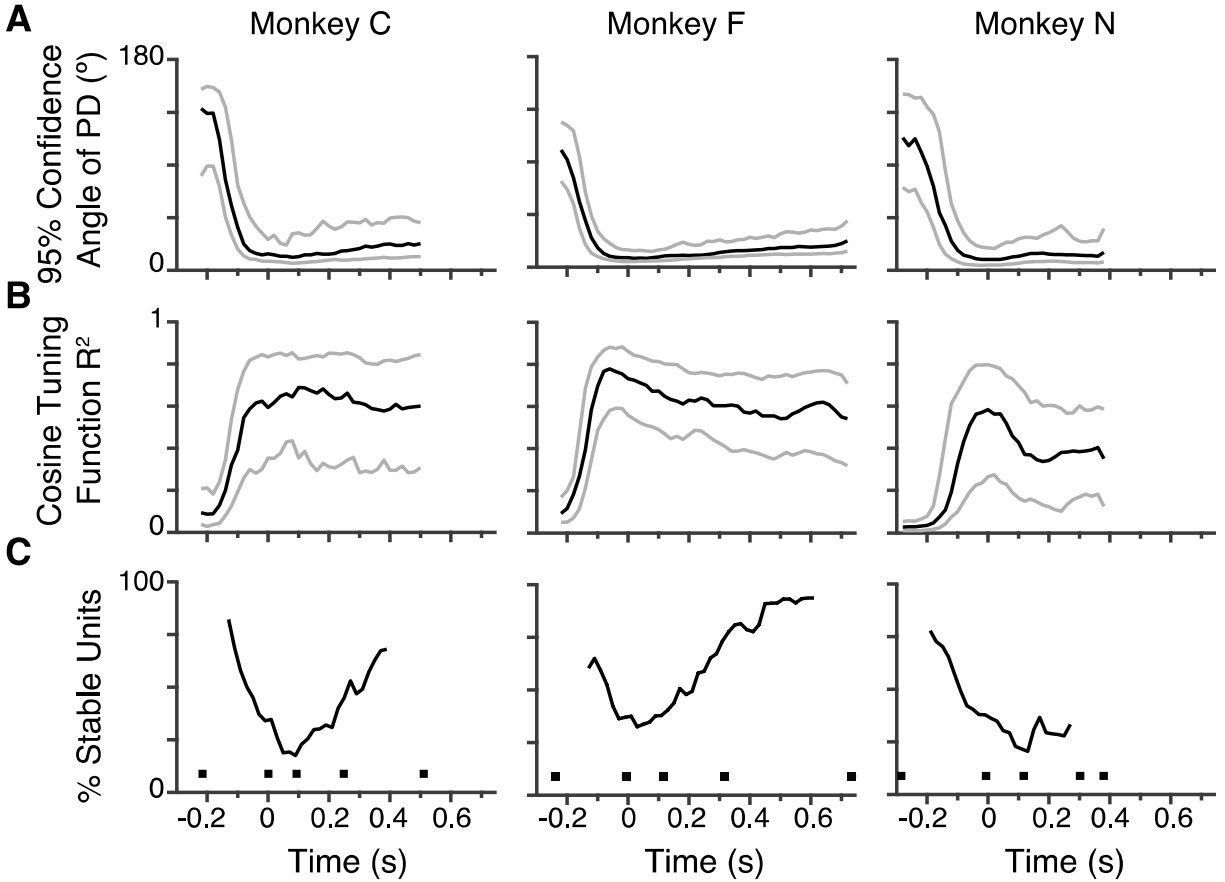 A
Monkey C
Monkey F
Monkey N
95% Confidence
Angle of PD (º)
180
0
B
Cosine Tuning
Function R²
1
0
C
% Stable Units
100
0
-0.2 0 0.2 0.4 0.6
-0.2 0 0.2 0.4 0.6
-0.2 0 0.2 0.4 0.6
Time (s)
Time (s)
Time (s)